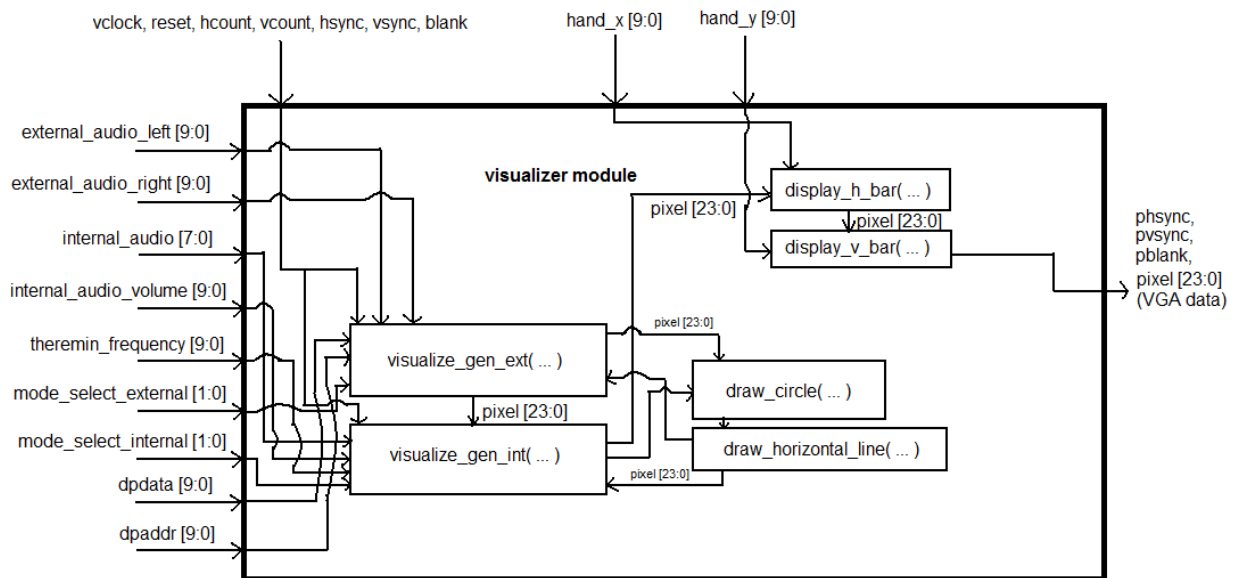 vclock, reset, hcount, vcount, hsync, vsync, blank
hand_x [9:0]
hand_y [9:0]
external_audio_left [9:0]
external_audio_right [9:0]
internal_audio [7:0]
internal_audio_volume [9:0]
theremin_frequency [9:0]
mode_select_external [1:0]
mode_select_internal [1:0]
dpdata [9:0]
dpaddr [9:0]
visualizer module
display_h_bar( ... )
pixel [23:0]
pixel [23:0]
display_v_bar( ... )
phsync,
pvsync,
pblank,
pixel [23:0]
(VGA data)
pixel [23:0]
visualize_gen_ext( ... )
draw_circle( ... )
pixel [23:0]
draw_horizontal_line( ... )
visualize_gen_int( ... )
pixel [23:0]